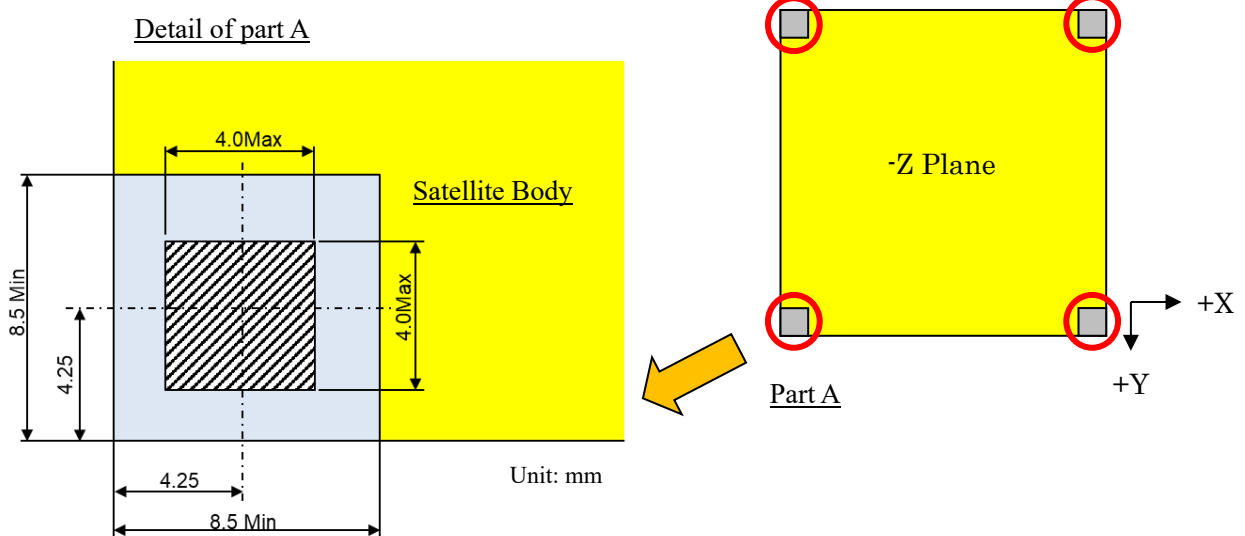 Detail of part A
4.0Max
-Z Plane
Satellite Body
8.5 Min
4.0Max
4.25
+X
+Y
Part A
4.25
Unit: mm
8.5 Min